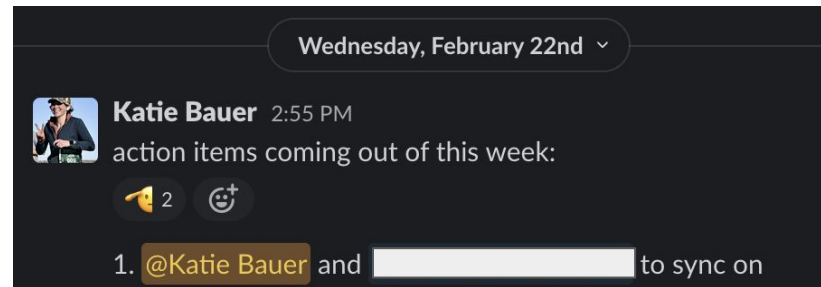 Wednesday, February 22nd
Katie Bauer 2:55 PM
action items coming out of this week:
2
1. @Katie Bauer and to sync on